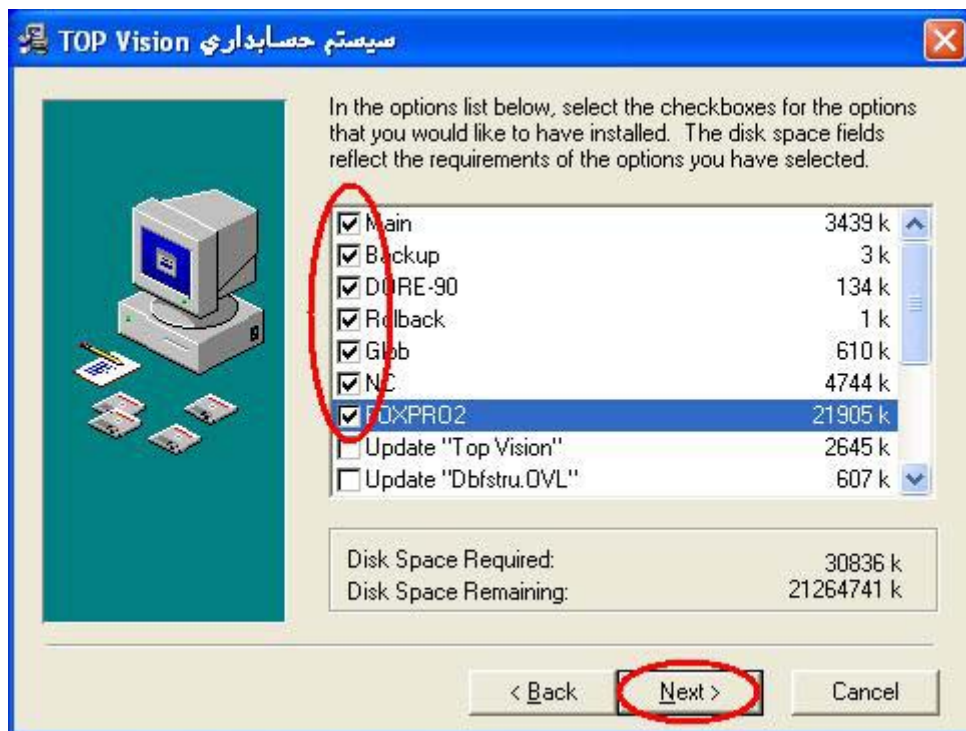 سیستم حسابداري TOP Vision
In the options list below, select the checkboxes for the options
that you would like to have installed. The disk space fields
reflect the requirements of the options you have selected.
Main 3439 k
Backup 3 k
DORE-90 134 k
Rolback 1 k
Glob 610 k
NC 4744 k
FOXPRO2 21905 k
Update "Top Vision" 2645 k
Update "Dbfstru.OVL" 607 k
Disk Space Required: 30836 k
Disk Space Remaining: 21264741 k
< Back Next > Cancel